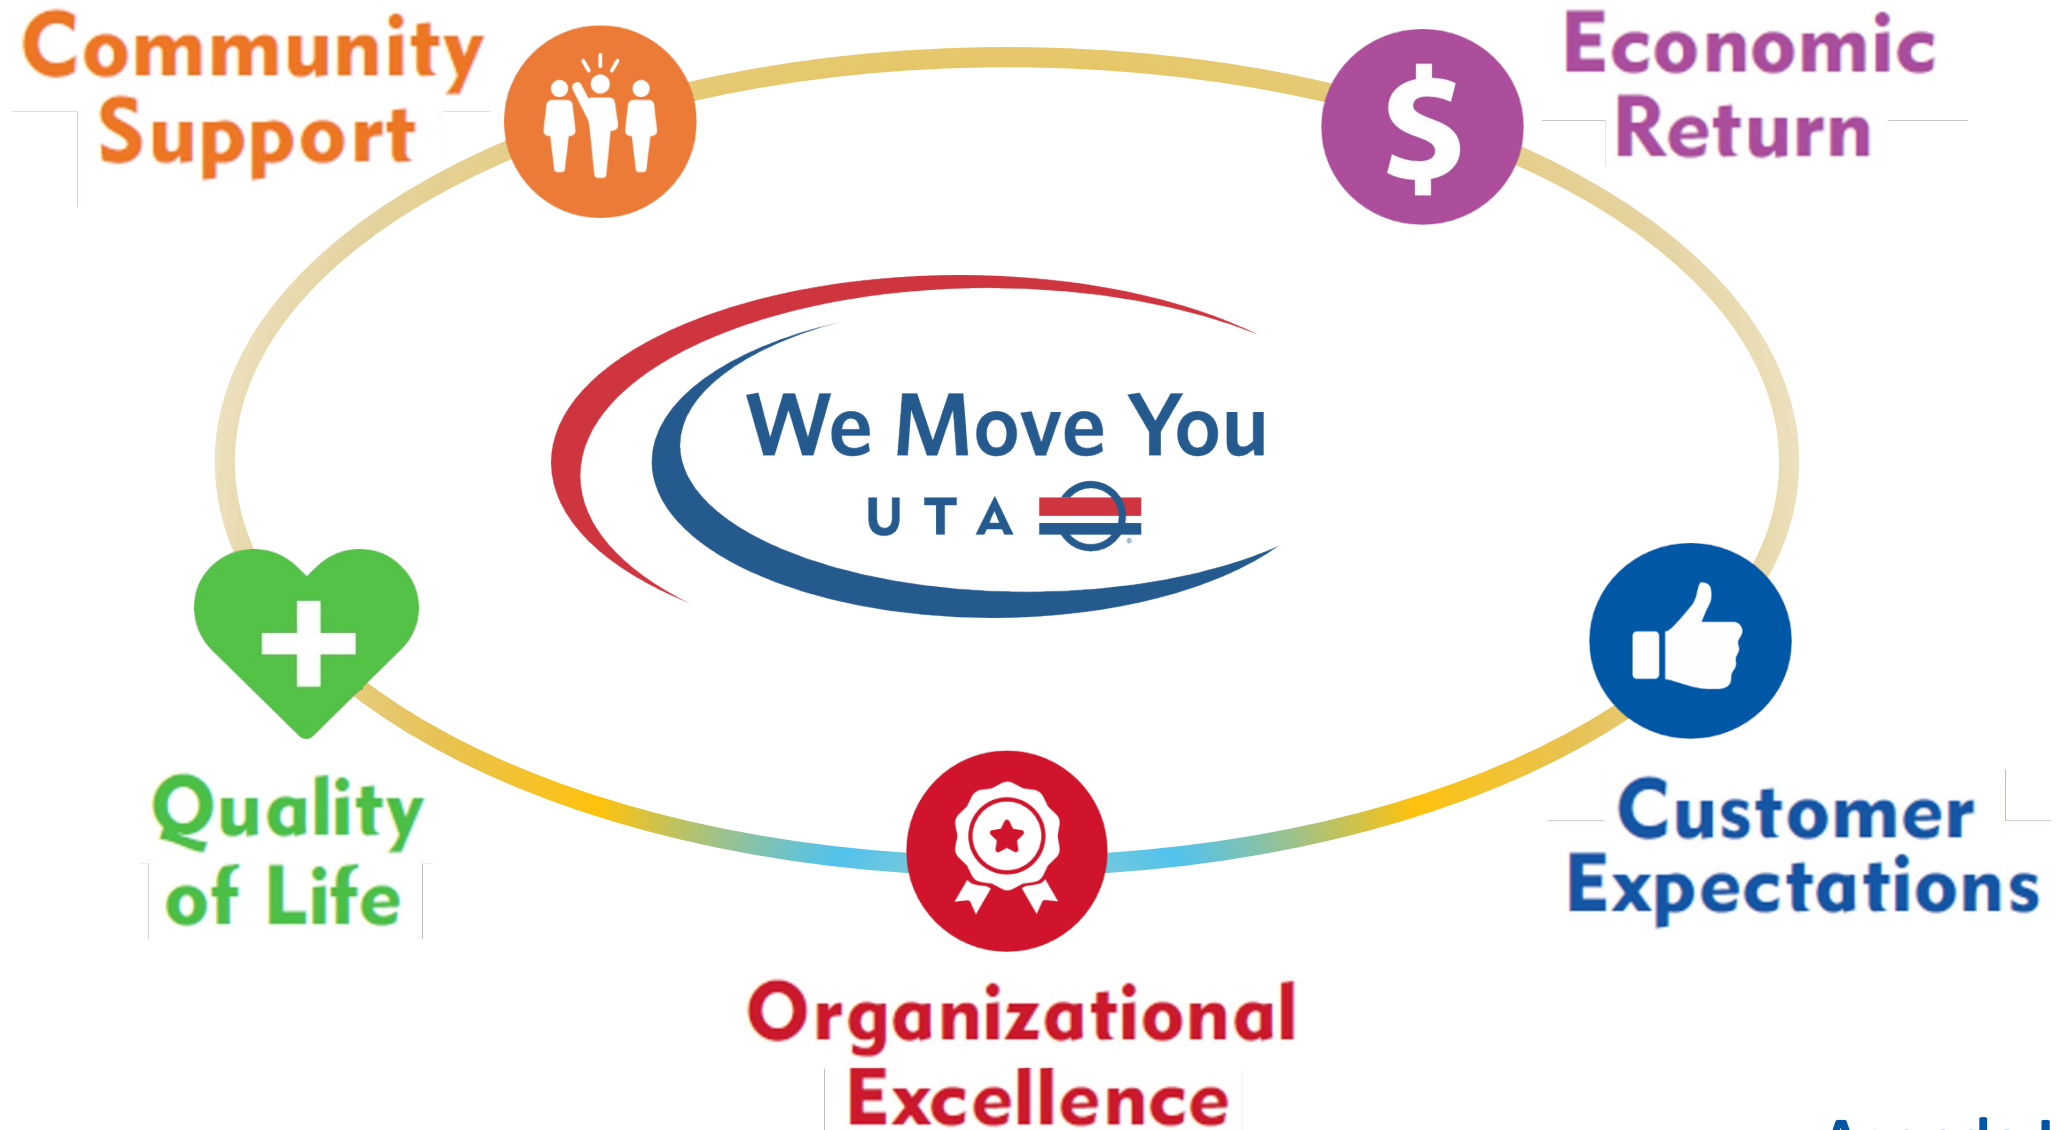 Community
Support
Economic
Return
We Move You
UTA
Quality
of Life
Customer
Expectations
Organizational
Excellence